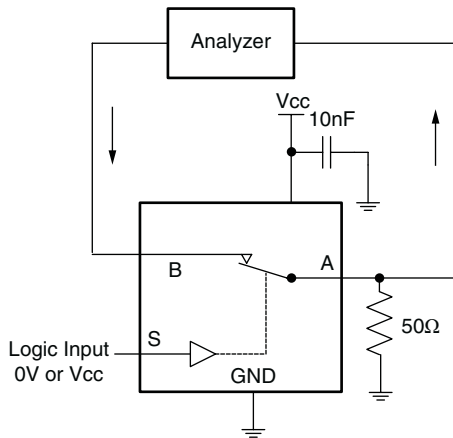 Analyzer
Vcc
10nF
B
A
S
Logic Input
0V or Vcc
GND
50Ω